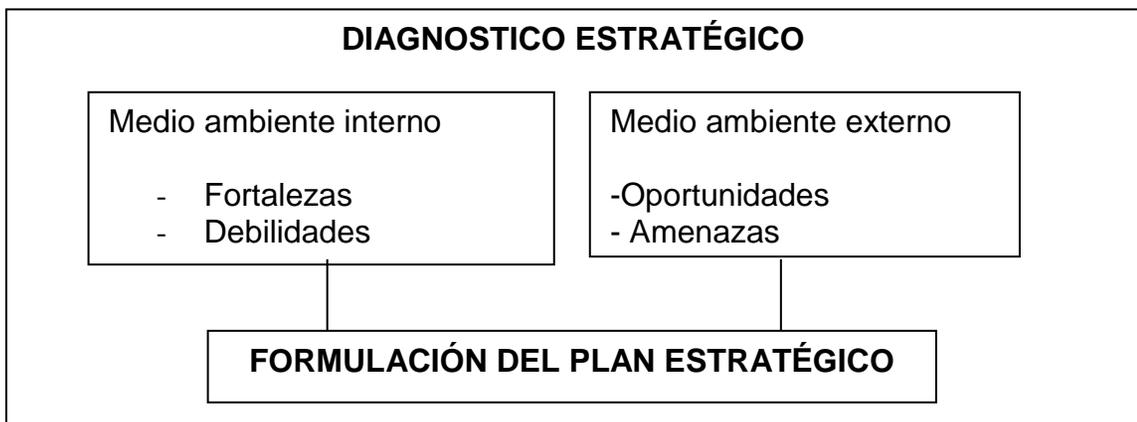 DIAGNOSTICO ESTRATÉGICO
Medio ambiente interno
- Fortalezas
- Debilidades
Medio ambiente externo
-Oportunidades
- Amenazas
FORMULACIÓN DEL PLAN ESTRATÉGICO